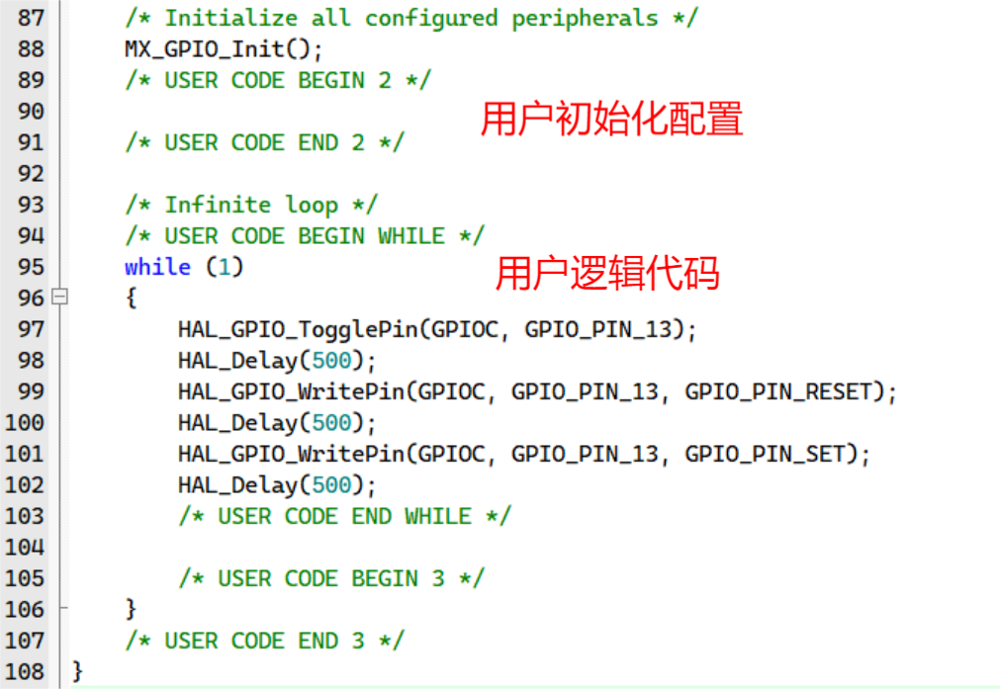 87 /* Initialize all configured peripherals */
88 MX_GPIO_Init();
89 /* USER CODE BEGIN 2 */
90
用户初始化配置
91 /* USER CODE END 2 */
92
93 /* Infinite loop */
94 /* USER CODE BEGIN WHILE */
95 while (1)
用户逻辑代码
96 {
97 HAL_GPIO_TogglePin(GPIOC, GPIO_PIN_13);
98 HAL_Delay(500);
99 HAL_GPIO_WritePin(GPIOC, GPIO_PIN_13, GPIO_PIN_RESET);
100 HAL_Delay(500);
101 HAL_GPIO_WritePin(GPIOC, GPIO_PIN_13, GPIO_PIN_SET);
102 HAL_Delay(500);
103 /* USER CODE END WHILE */
104
105 /* USER CODE BEGIN 3 */
106 }
107 /* USER CODE END 3 */
108 }